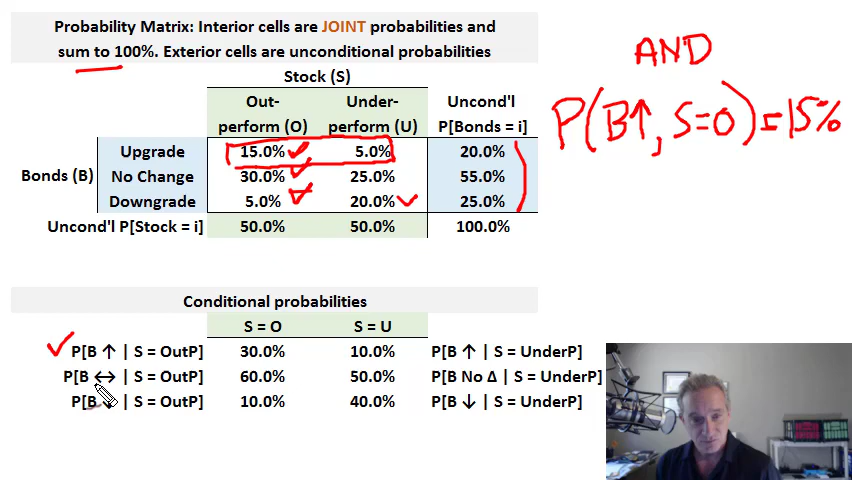 Probability Matrix: Interior cells are JOINT probabilities and
sum to 100%. Exterior cells are unconditional probabilities
AND
P(B↑, S=O) = 15%
Stock (S)
Out- Under- Uncond'l
perform (O) perform (U) P[Bonds = i]
Upgrade 15.0% 5.0% 20.0%
Bonds (B) No Change 30.0% 25.0% 55.0%
Downgrade 5.0% 20.0% 25.0%
Uncond'l P[Stock = i] 50.0% 50.0% 100.0%
Conditional probabilities
S = O S = U
P[B ↑ | S = OutP] 30.0% 10.0% P[B ↑ | S = UnderP]
P[B ↔ | S = OutP] 60.0% 50.0% P[B No Δ | S = UnderP]
P[B ↓ | S = OutP] 10.0% 40.0% P[B ↓ | S = UnderP]